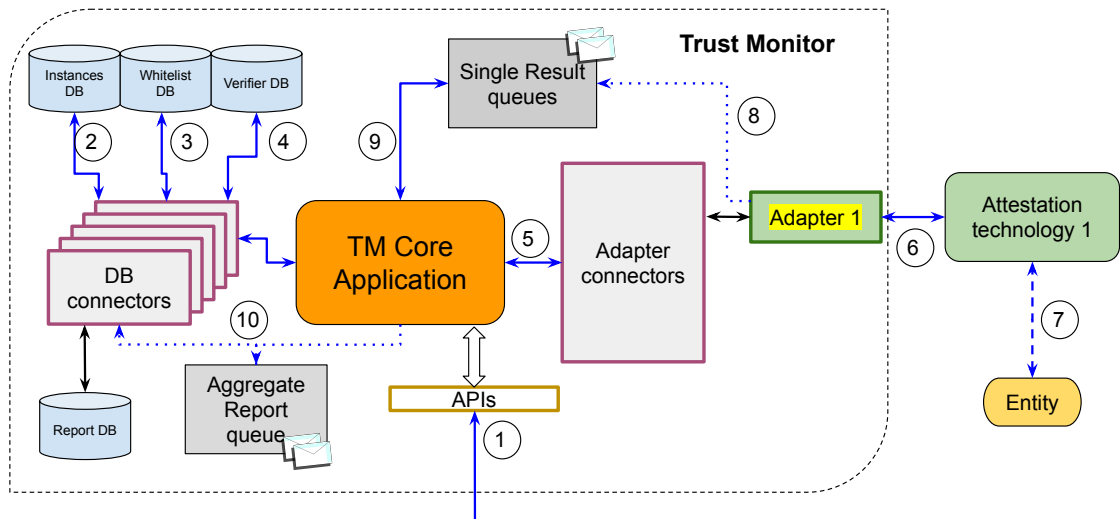 Trust Monitor
Instances
DB
Whitelist
DB
Verifier DB
Single Result
queues
2
3
4
9
8
Adapter 1
Attestation
technology 1
TM Core
Application
5
Adapter
connectors
6
DB
connectors
10
7
Aggregate
Report
queue
APIs
Entity
Report DB
1